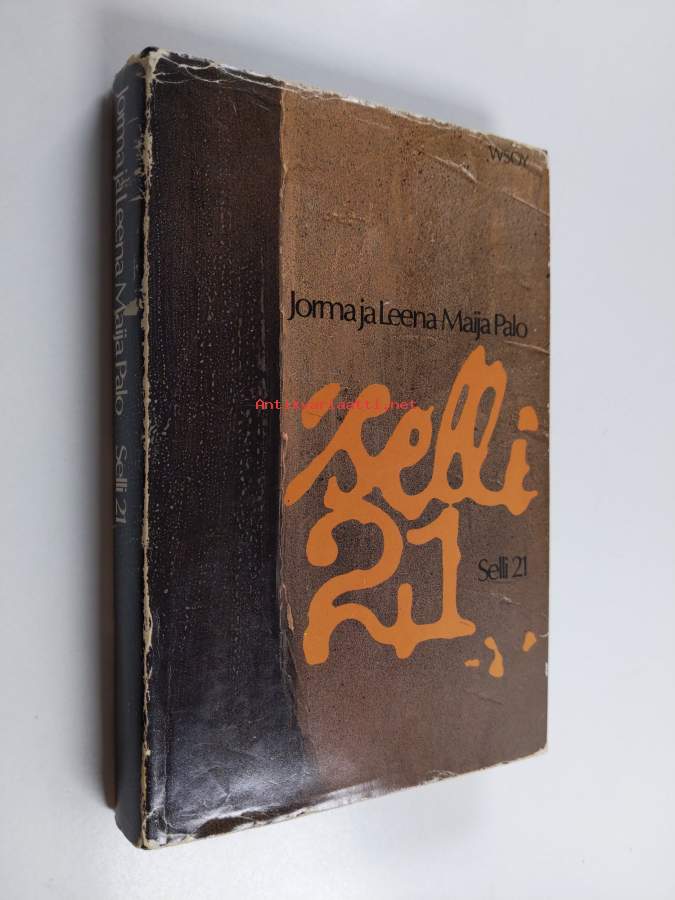 Jorma ja Leena Maija Palo Selli 21
WSOY
Jorma ja Leena Maija Palo
Antikvariaatti.net
Selli
21
Selli 21